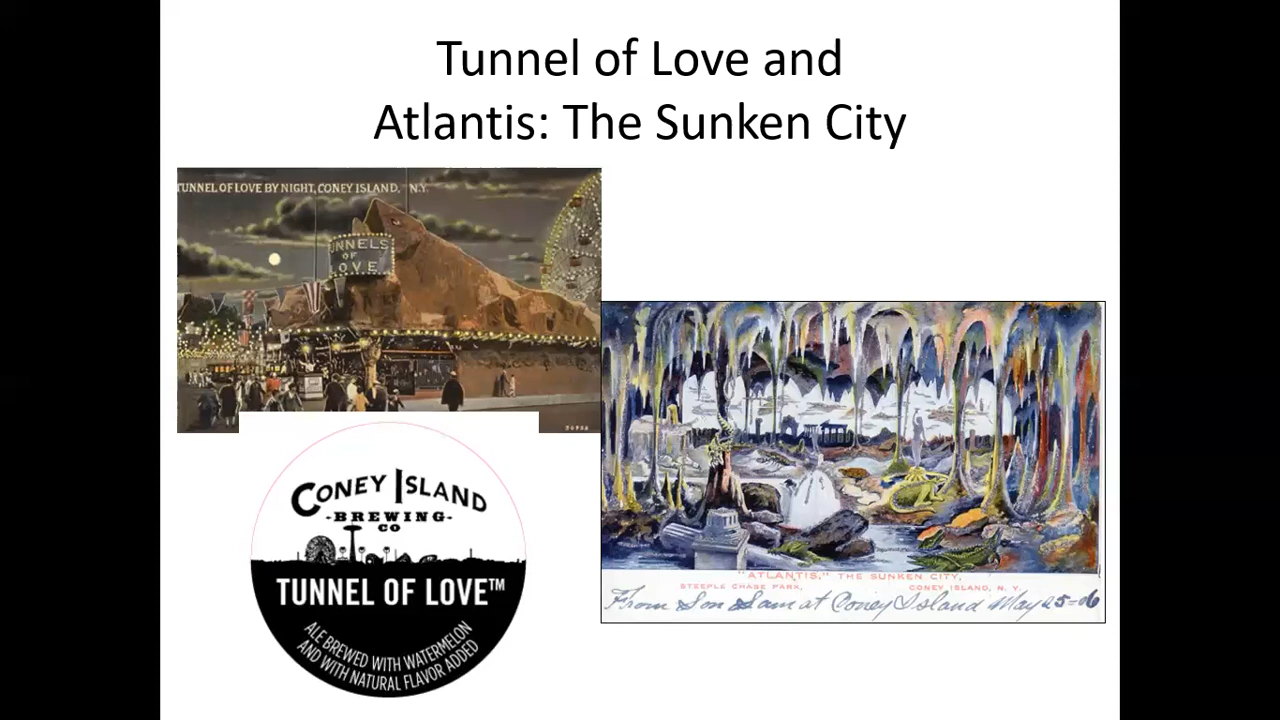 Tunnel of Love and
Atlantis: The Sunken City
TUNNEL OF LOVE BY NIGHT, CONEY ISLAND, N.Y.
UNNELS
OF
LOVE
CONEY ISLAND
-BREWING-
CO
TUNNEL OF LOVE™
ALE BREWED WITH WATERMELON
AND WITH NATURAL FLAVOR ADDED
"ATLANTIS," THE SUNKEN CITY,
STEEPLE CHASE PARK, CONEY ISLAND, N. Y.
From Son Sam at Coney Island May 25-06